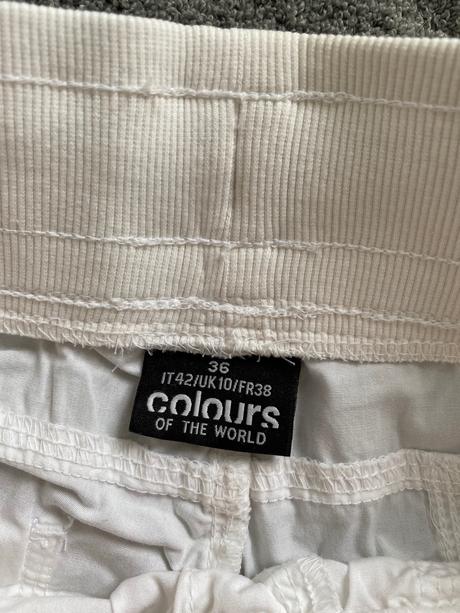 36
IT42/UK10/FR38
colours
OF THE WORLD